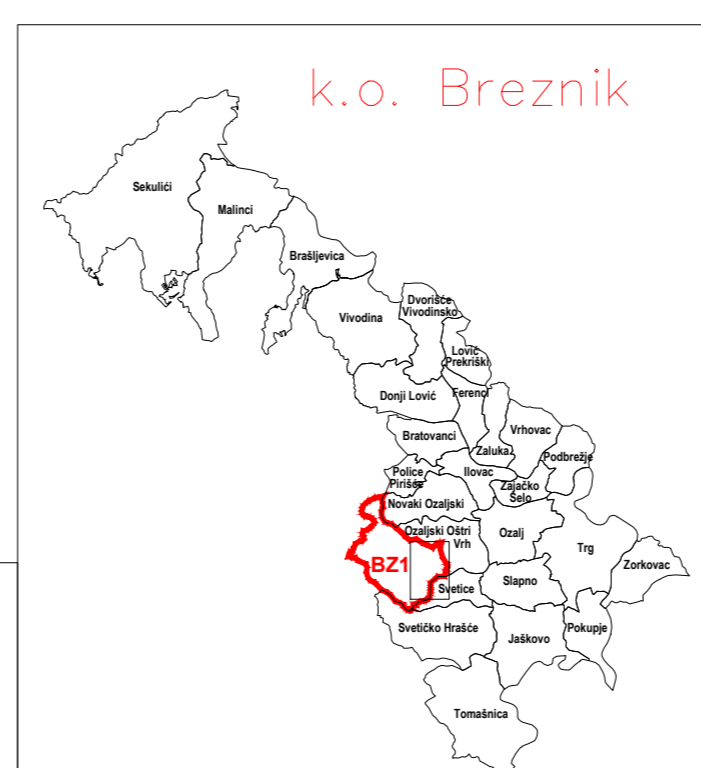 k.o. Breznik
Sekulići
Malinci
Brašljevica
Vivodina
Dvorišće
Vivodinsko
Lović
Prekriški
Donji Lović
Ferenci
Bratovanci
Vrhovac
Zaluka
Podbrežje
Police
Pirišće
Ilovac
Zajačko
Selo
Novaki Ozaljski
Ozaljski Oštri
Vrh
Ozalj
Trg
BZ1
Zorkovac
Svetice
Slapno
Svetičko Hrašće
Jaškovo
Pokupje
Tomašnica